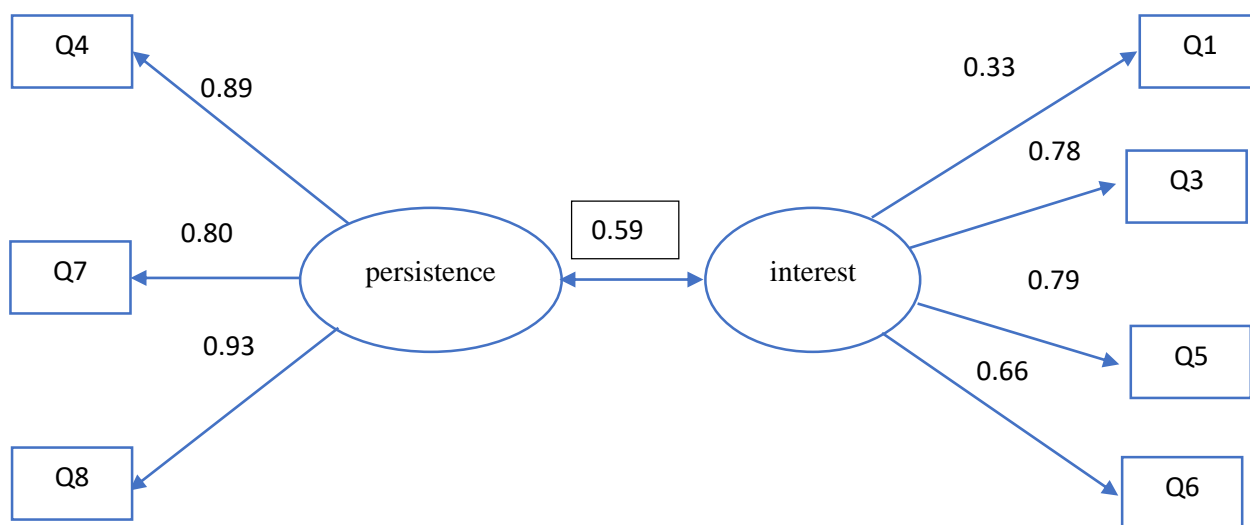 Q4
Q1
0.33
0.89
0.78
Q3
0.80
0.59
Q7
persistence
interest
0.79
0.93
Q5
0.66
Q8
Q6